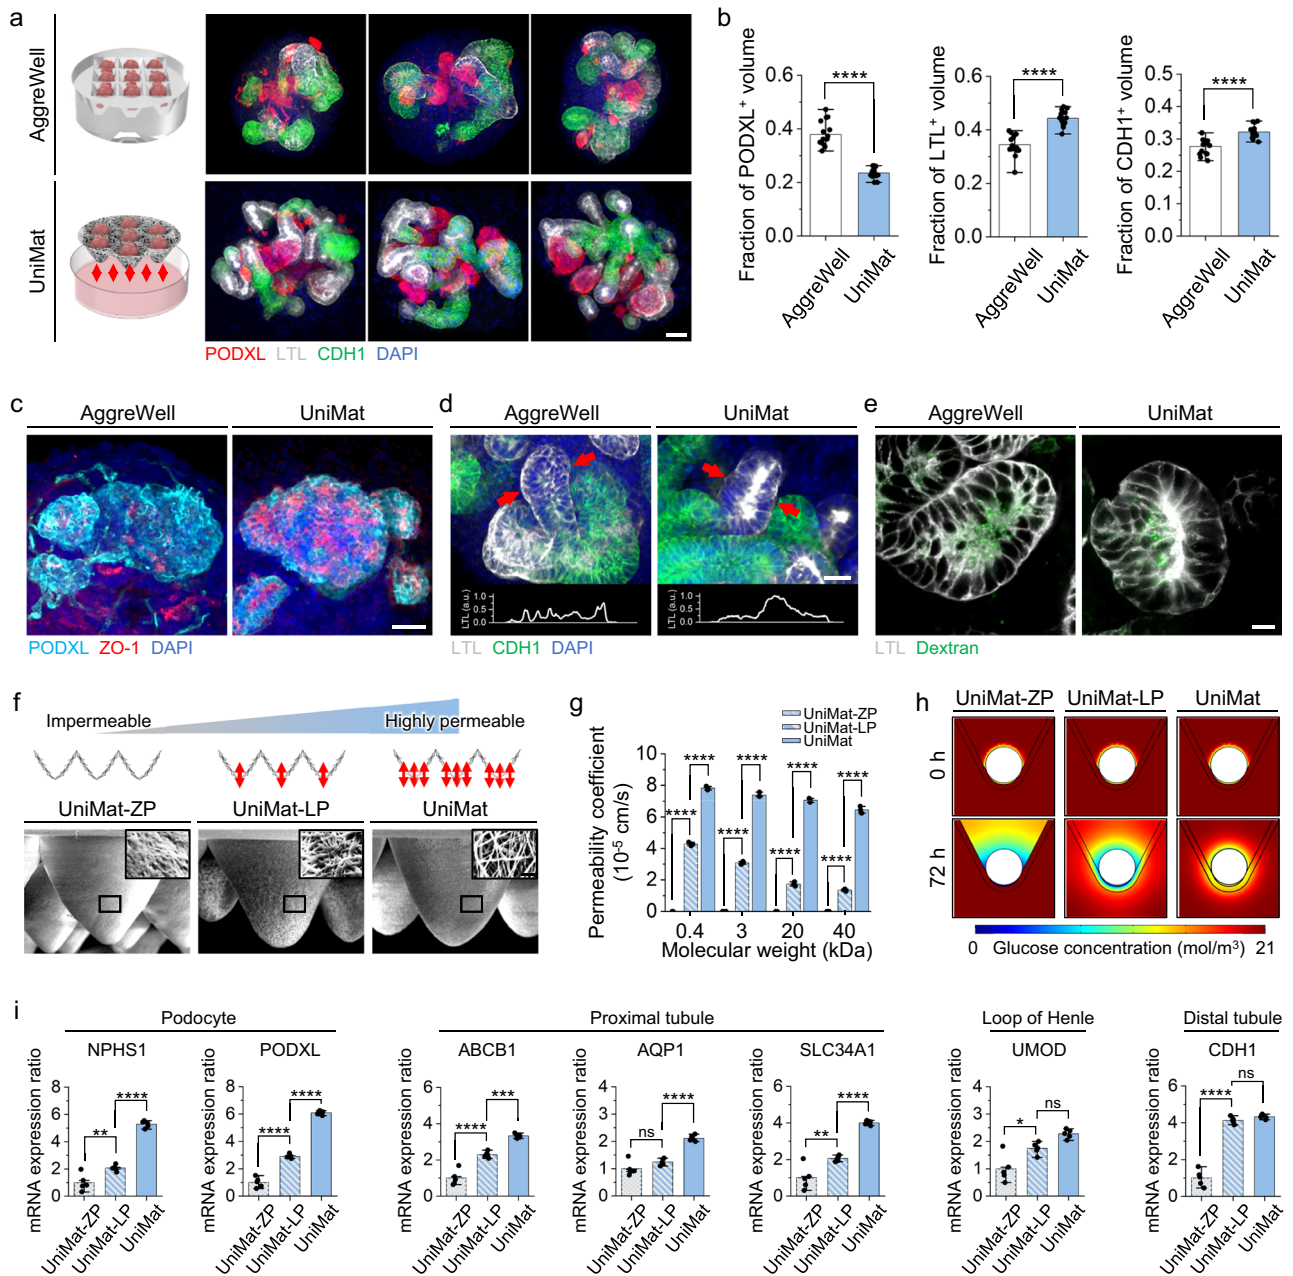 a
AggreWell
UniMat
PODXL LTL CDH1 DAPI
b
Fraction of PODXL+ volume
0.6
0.4
0.2
0.0
****
AggreWell
UniMat
Fraction of LTL+ volume
0.6
0.4
0.2
0.0
****
AggreWell
UniMat
Fraction of CDH1+ volume
0.5
0.4
0.3
0.2
0.1
0.0
****
AggreWell
UniMat
c
AggreWell UniMat
PODXL ZO-1 DAPI
d
AggreWell UniMat
LTL (a.u.)
1.0
0.5
0.0
LTL (a.u.)
1.0
0.5
0.0
LTL CDH1 DAPI
e
AggreWell UniMat
LTL Dextran
f
Impermeable Highly permeable
UniMat-ZP UniMat-LP UniMat
g
UniMat-ZP
UniMat-LP
UniMat
Permeability coefficient
(10-5 cm/s)
10
8
6
4
2
0
**** **** **** ****
**** **** **** ****
0.4 3 20 40
Molecular weight (kDa)
h
UniMat-ZP UniMat-LP UniMat
0 h
72 h
0 Glucose concentration (mol/m3) 21
i
Podocyte
NPHS1
mRNA expression ratio
8
6
4
2
0
**
****
UniMat-ZP
UniMat-LP
UniMat
PODXL
mRNA expression ratio
8
6
4
2
0
****
****
UniMat-ZP
UniMat-LP
UniMat
Proximal tubule
ABCB1
mRNA expression ratio
6
4
2
0
****
***
UniMat-ZP
UniMat-LP
UniMat
AQP1
mRNA expression ratio
4
3
2
1
0
ns
****
UniMat-ZP
UniMat-LP
UniMat
SLC34A1
mRNA expression ratio
6
4
2
0
**
****
UniMat-ZP
UniMat-LP
UniMat
Loop of Henle
UMOD
mRNA expression ratio
4
3
2
1
0
*
ns
UniMat-ZP
UniMat-LP
UniMat
Distal tubule
CDH1
mRNA expression ratio
6
4
2
0
****
ns
UniMat-ZP
UniMat-LP
UniMat